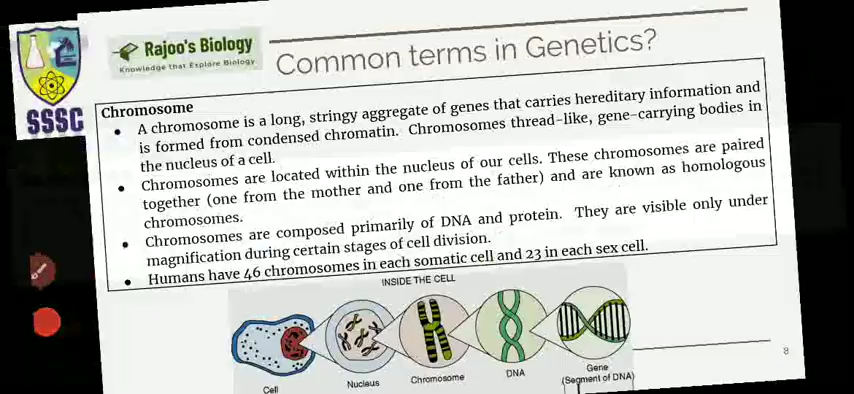 SSSC
Rajoo's Biology
Knowledge that Explore Biology
Common terms in Genetics?
Chromosome
● A chromosome is a long, stringy aggregate of genes that carries hereditary information and
is formed from condensed chromatin. Chromosomes thread-like, gene-carrying bodies in
the nucleus of a cell.
● Chromosomes are located within the nucleus of our cells. These chromosomes are paired
together (one from the mother and one from the father) and are known as homologous
chromosomes.
● Chromosomes are composed primarily of DNA and protein. They are visible only under
magnification during certain stages of cell division.
● Humans have 46 chromosomes in each somatic cell and 23 in each sex cell.
INSIDE THE CELL
Cell
Nucleus
Chromosome
DNA
Gene
(Segment of DNA)
8